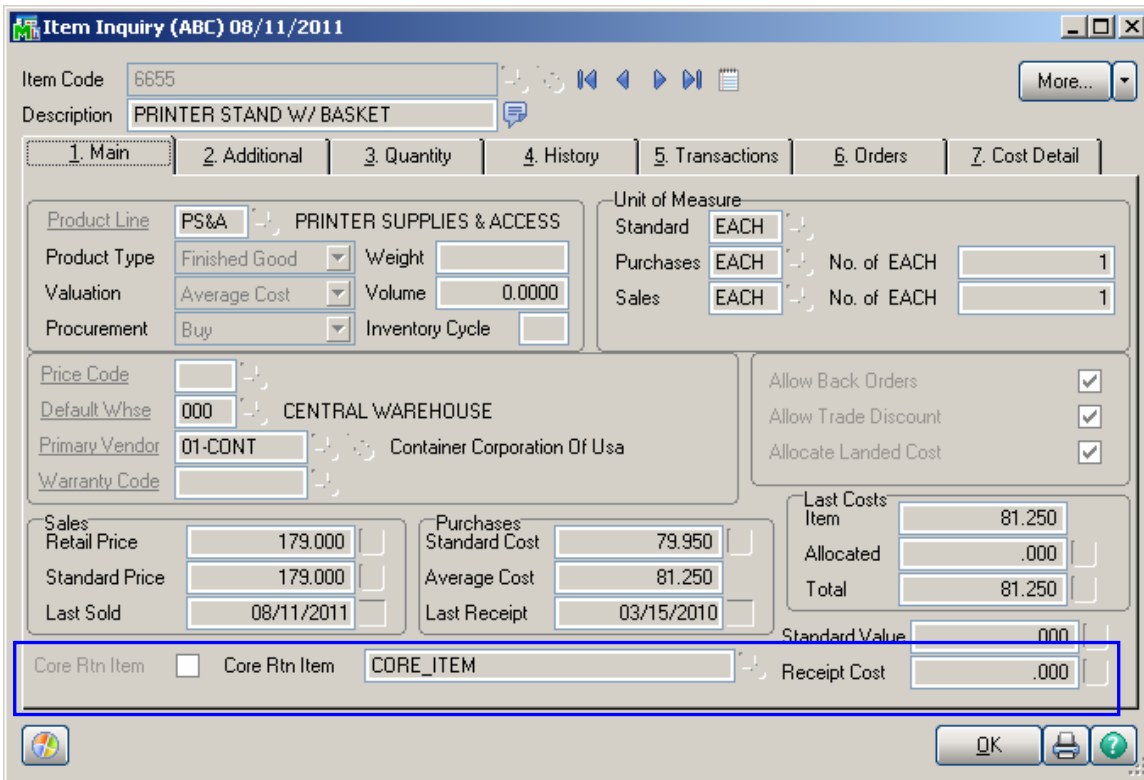 Item Inquiry (ABC) 08/11/2011
Item Code 6655 More...
Description PRINTER STAND W/ BASKET
1. Main 2. Additional 3. Quantity 4. History 5. Transactions 6. Orders 7. Cost Detail
Unit of Measure
Product Line PS&A PRINTER SUPPLIES & ACCESS Standard EACH
Product Type Finished Good Weight Purchases EACH No. of EACH 1
Valuation Average Cost Volume 0.0000 Sales EACH No. of EACH 1
Procurement Buy Inventory Cycle
Price Code Allow Back Orders
Default Whse 000 CENTRAL WAREHOUSE Allow Trade Discount
Primary Vendor 01-CONT Container Corporation Of Usa Allocate Landed Cost
Warranty Code
Sales Purchases Last Costs
Retail Price 179.000 Standard Cost 79.950 Item 81.250
Standard Price 179.000 Average Cost 81.250 Allocated .000
Last Sold 08/11/2011 Last Receipt 03/15/2010 Total 81.250
Standard Value .000
Core Rtn Item Core Rtn Item CORE_ITEM Receipt Cost .000
OK